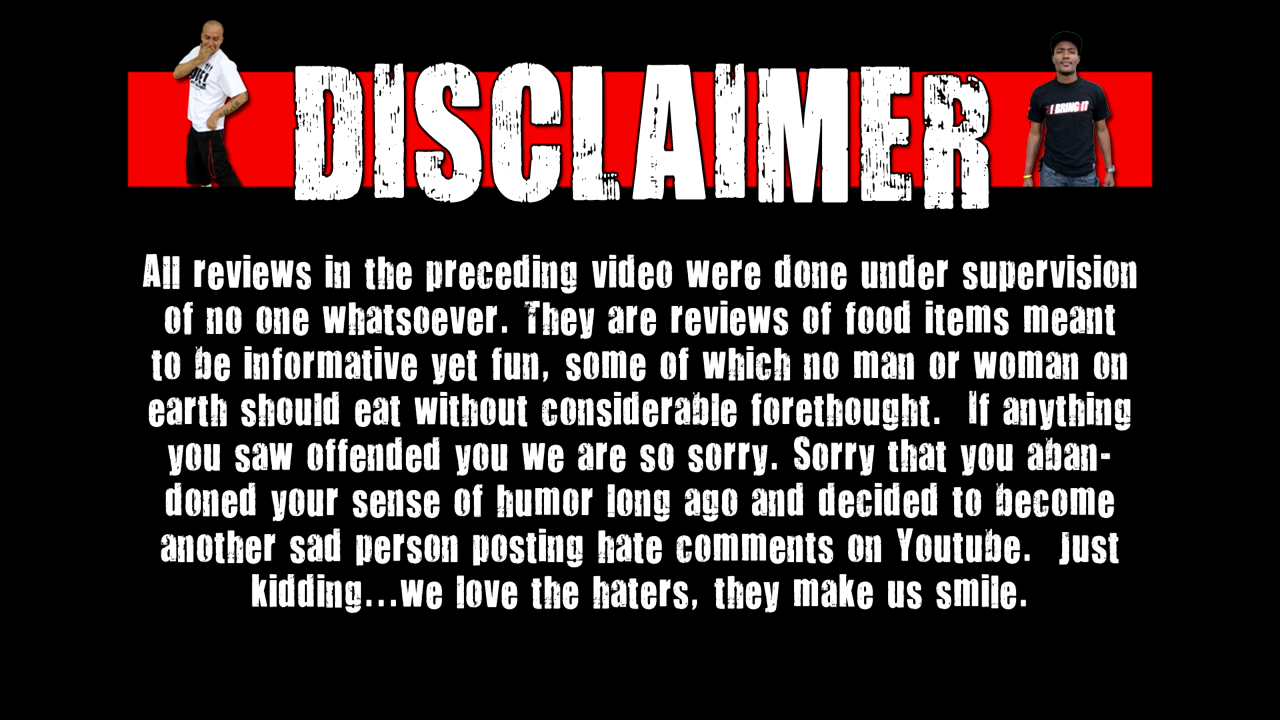 DISCLAIMER
I BRING IT
All reviews in the preceding video were done under supervision
of no one whatsoever. They are reviews of food items meant
to be informative yet fun, some of which no man or woman on
earth should eat without considerable forethought. If anything
you saw offended you we are so sorry. Sorry that you aban-
doned your sense of humor long ago and decided to become
another sad person posting hate comments on Youtube. Just
kidding...we love the haters, they make us smile.